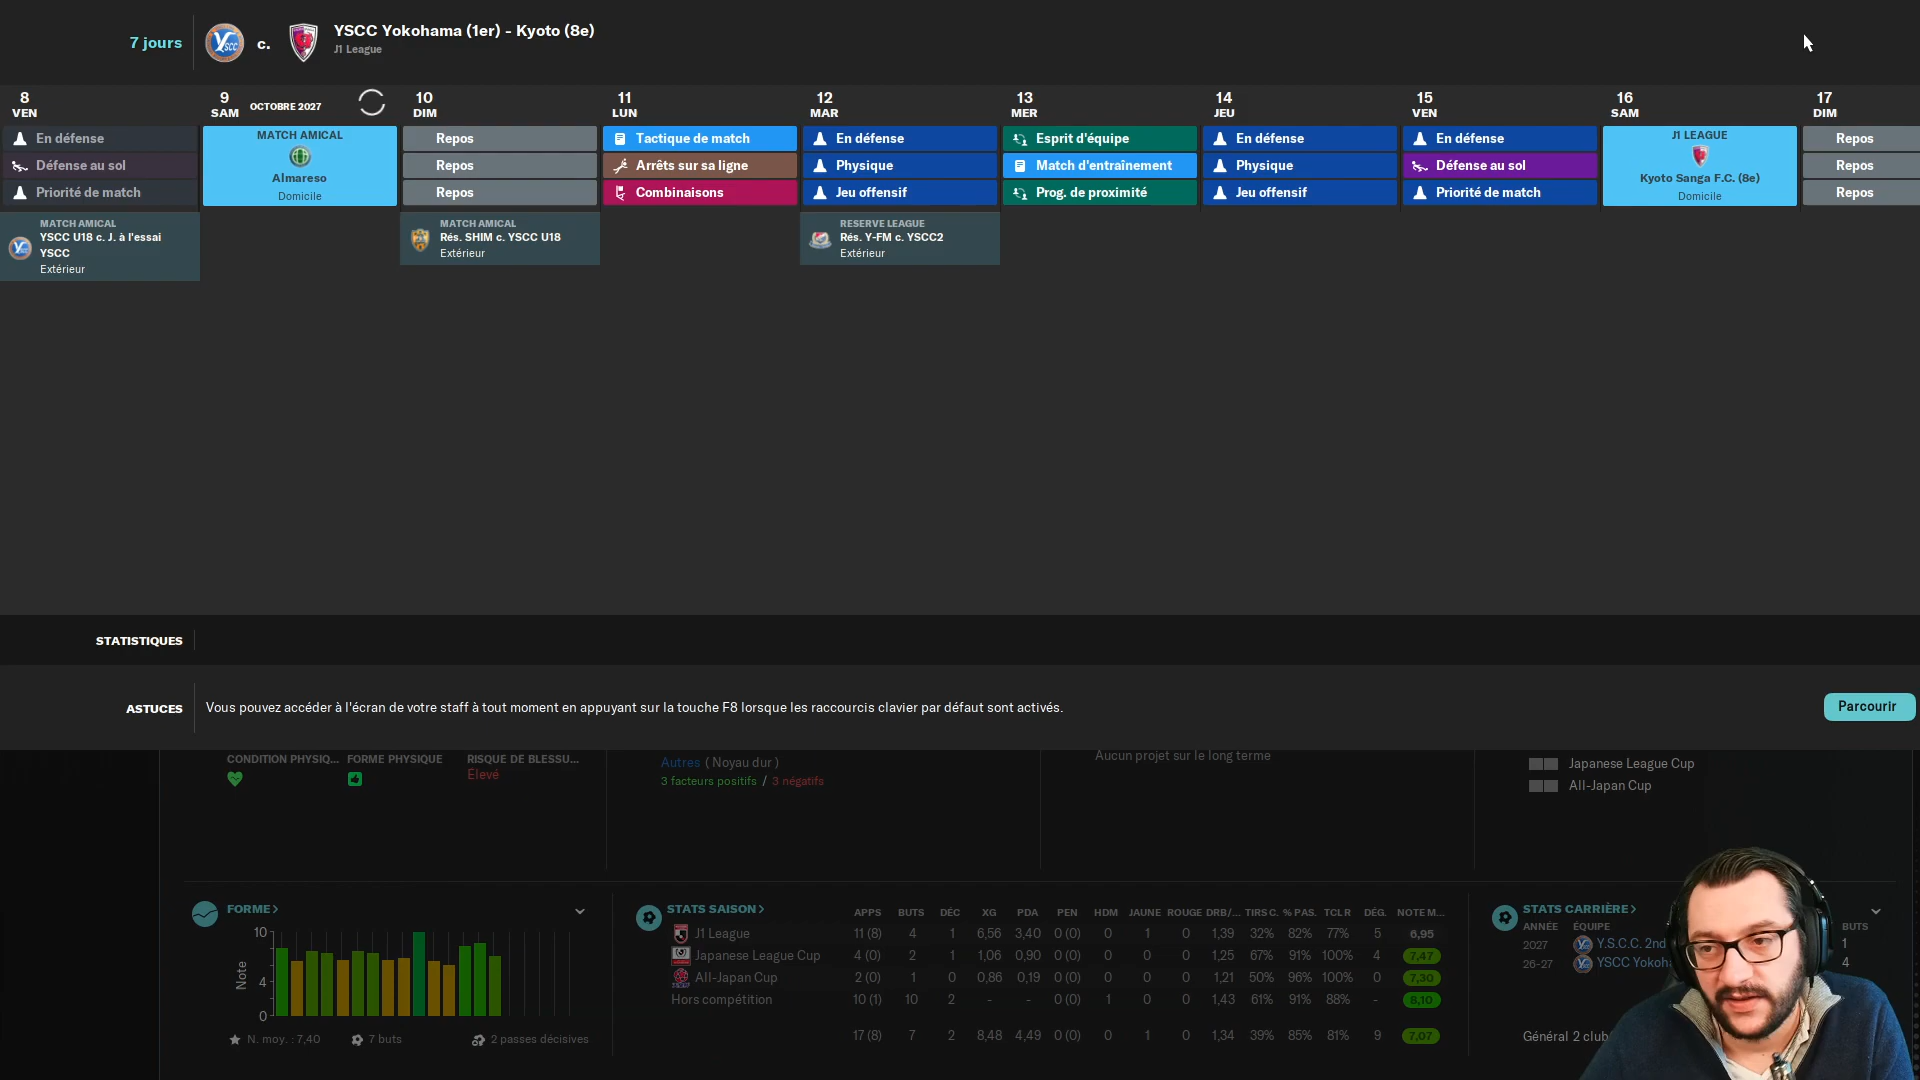 7 jours
YSCC
c.
YSCC Yokohama (1er) - Kyoto (8e)
J1 League
8 VEN
9 SAM
OCTOBRE 2027
10 DIM
11 LUN
12 MAR
13 MER
14 JEU
15 VEN
16 SAM
17 DIM
En défense
Défense au sol
Priorité de match
MATCH AMICAL
Almareso
Domicile
Repos
Repos
Repos
Tactique de match
Arrêts sur sa ligne
Combinaisons
En défense
Physique
Jeu offensif
Esprit d'équipe
Match d'entraînement
Prog. de proximité
En défense
Physique
Jeu offensif
En défense
Défense au sol
Priorité de match
J1 LEAGUE
Kyoto Sanga F.C. (8e)
Domicile
Repos
Repos
Repos
MATCH AMICAL
YSCC U18 c. J. à l'essai
YSCC
Extérieur
MATCH AMICAL
Rés. SHIM c. YSCC U18
Extérieur
RESERVE LEAGUE
Rés. Y-FM c. YSCC2
Extérieur
STATISTIQUES
ASTUCES
Vous pouvez accéder à l'écran de votre staff à tout moment en appuyant sur la touche F8 lorsque les raccourcis clavier par défaut sont activés.
Parcourir
CONDITION PHYSIQ... FORME PHYSIQUE RISQUE DE BLESSU...
Elevé
Autres ( Noyau dur )
3 facteurs positifs / 3 négatifs
Aucun projet sur le long terme
Japanese League Cup
All-Japan Cup
FORME >
10
4
0
Note
N. moy. : 7,40
7 buts
2 passes décisives
STATS SAISON > APPS BUTS DÉC XG PDA PEN HDM JAUNE ROUGE DRB/... TIRS C. % PAS. TCL R DÉG. NOTE M...
J1 League 11 (8) 4 1 6,56 3,40 0 (0) 0 1 0 1,39 32% 82% 77% 5 6,95
Japanese League Cup 4 (0) 2 1 1,06 0,90 0 (0) 0 0 0 1,25 67% 91% 100% 4 7,47
All-Japan Cup 2 (0) 1 0 0,86 0,19 0 (0) 0 0 0 1,21 50% 96% 100% 0 7,30
Hors compétition 10 (1) 10 2 - - 0 (0) 1 0 0 1,43 61% 91% 88% - 8,10
17 (8) 7 2 8,48 4,49 0 (0) 0 1 0 1,34 39% 85% 81% 9 7,07
STATS CARRIÈRE >
ANNÉE ÉQUIPE BUTS
2027 Y.S.C.C. 2nd 1
26-27 YSCC 4
Général 2 club